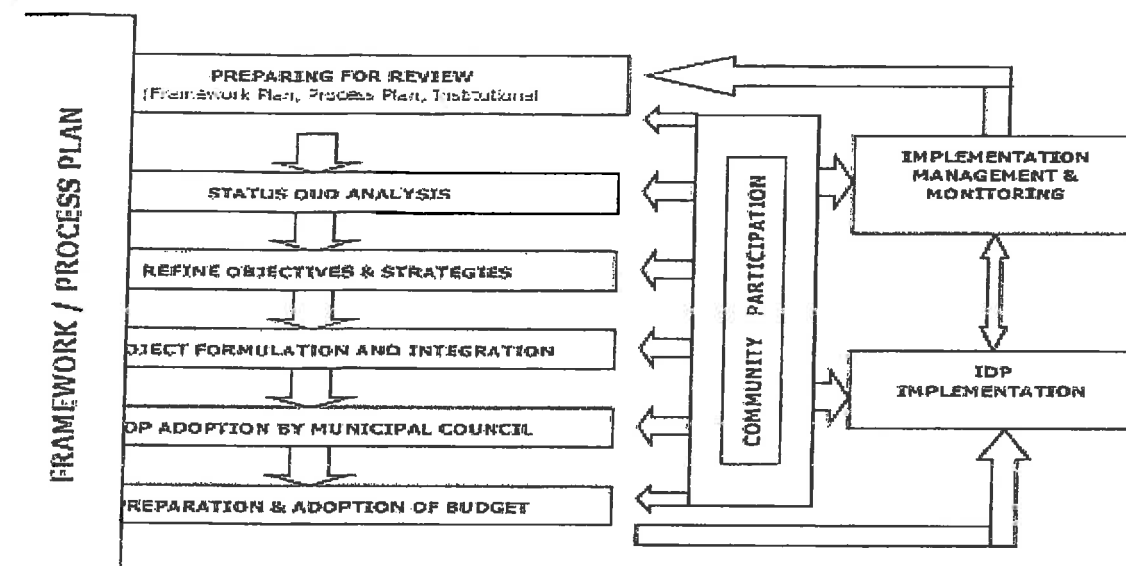 FRAMEWORK / PROCESS PLAN
PREPARING FOR REVIEW
(Framework Plan, Process Plan, Institutional
STATUS QUO ANALYSIS
REFINE OBJECTIVES & STRATEGIES
OJECT FORMULATION AND INTEGRATION
DP ADOPTION BY MUNICIPAL COUNCIL
PREPARATION & ADOPTION OF BUDGET
COMMUNITY PARTICIPATION
IMPLEMENTATION
MANAGEMENT &
MONITORING
IDP
IMPLEMENTATION